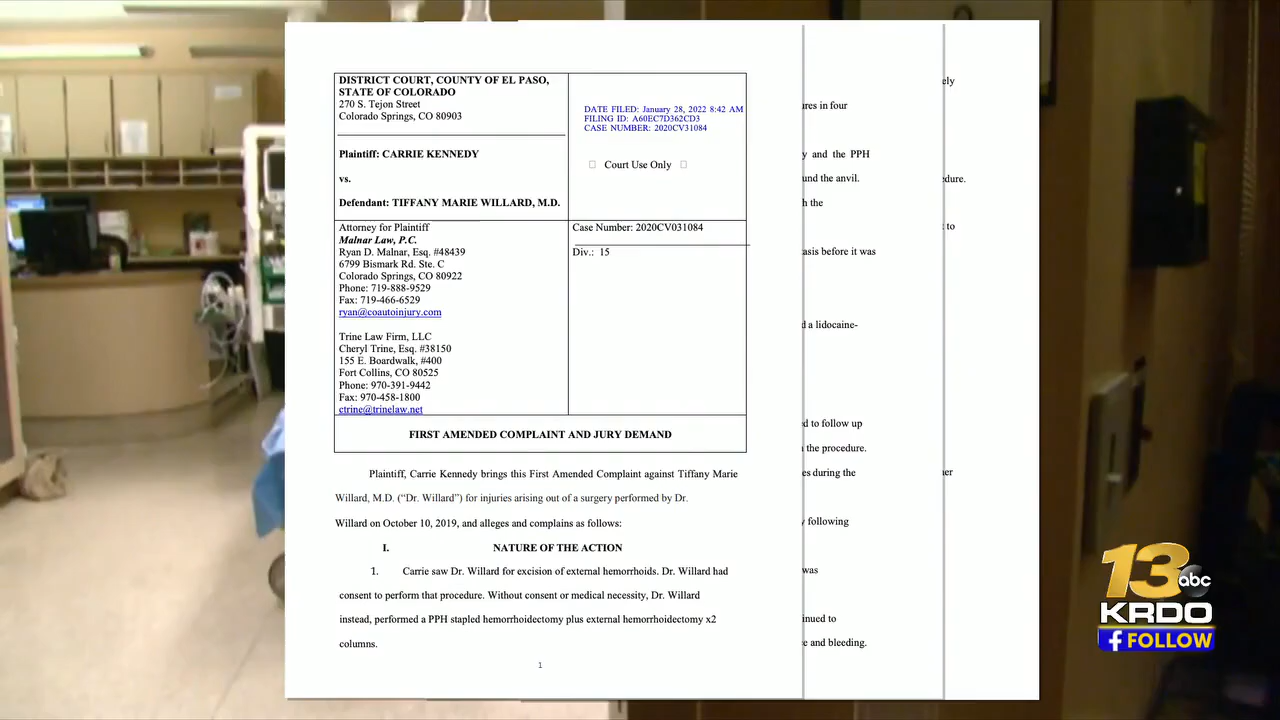 DISTRICT COURT, COUNTY OF EL PASO,
STATE OF COLORADO
270 S. Tejon Street
Colorado Springs, CO 80903
Plaintiff: CARRIE KENNEDY
vs.
Defendant: TIFFANY MARIE WILLARD, M.D.
DATE FILED: January 28, 2022 8:42 AM
FILING ID: A60EC7D362CD3
CASE NUMBER: 2020CV31084
Court Use Only
Attorney for Plaintiff
Malnar Law, P.C.
Ryan D. Malnar, Esq. #48439
6799 Bismark Rd. Ste. C
Colorado Springs, CO 80922
Phone: 719-888-9529
Fax: 719-466-6529
ryan@coautoinjury.com
Trine Law Firm, LLC
Cheryl Trine, Esq. #38150
155 E. Boardwalk, #400
Fort Collins, CO 80525
Phone: 970-391-9442
Fax: 970-458-1800
ctrine@trinelaw.net
Case Number: 2020CV031084
Div.: 15
FIRST AMENDED COMPLAINT AND JURY DEMAND
Plaintiff, Carrie Kennedy brings this First Amended Complaint against Tiffany Marie
Willard, M.D. (“Dr. Willard”) for injuries arising out of a surgery performed by Dr.
Willard on October 10, 2019, and alleges and complains as follows:
I. NATURE OF THE ACTION
1. Carrie saw Dr. Willard for excision of external hemorrhoids. Dr. Willard had
consent to perform that procedure. Without consent or medical necessity, Dr. Willard
instead, performed a PPH stapled hemorrhoidectomy plus external hemorrhoidectomy x2
columns.
1
ures in four
y and the PPH
und the anvil.
h the
asis before it was
d a lidocaine-
d to follow up
the procedure.
es during the
y following
was
inued to
e and bleeding.
ely
edure.
to
er
13 abc
KRDO
f FOLLOW